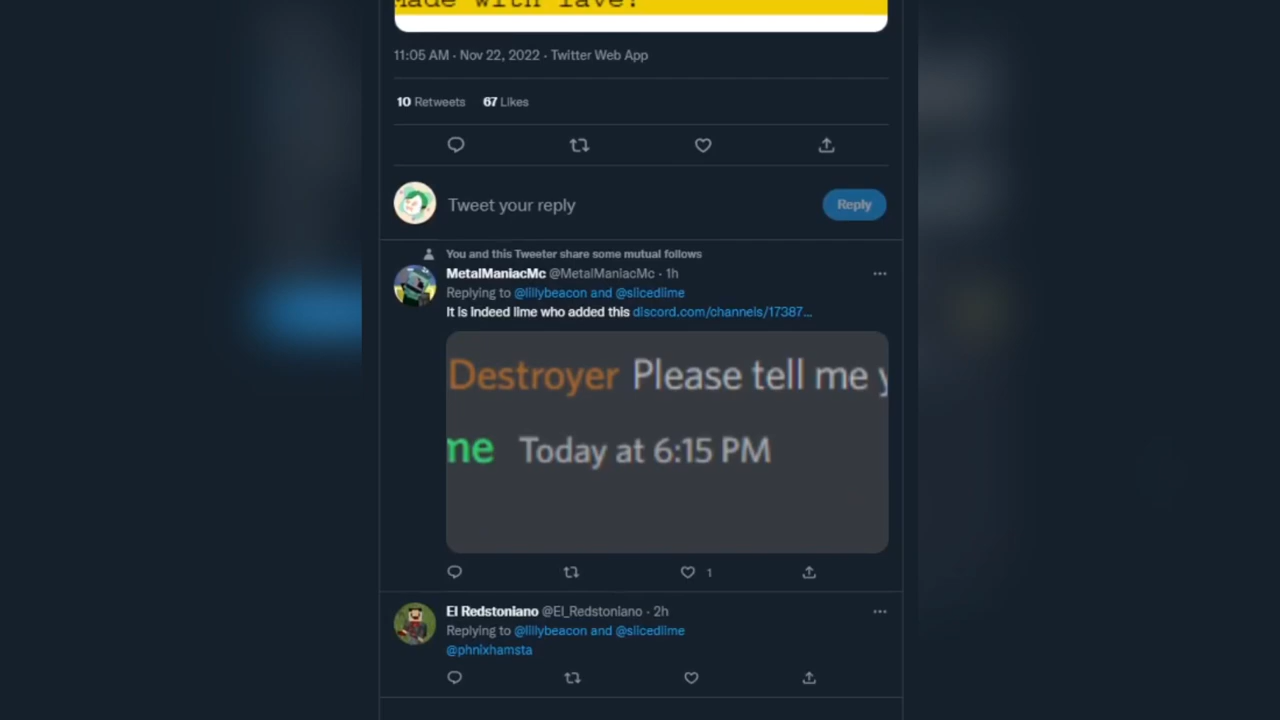 Made with lave!
11:05 AM · Nov 22, 2022 · Twitter Web App
10 Retweets 67 Likes
Tweet your reply
Reply
You and this Tweeter share some mutual follows
MetalManiacMc @MetalManiacMc · 1h
Replying to @lillybeacon and @slicedlime
It is indeed lime who added this discord.com/channels/17387...
Destroyer Please tell me y
me Today at 6:15 PM
1
El Redstoniano @El_Redstoniano · 2h
Replying to @lillybeacon and @slicedlime
@phnixhamsta